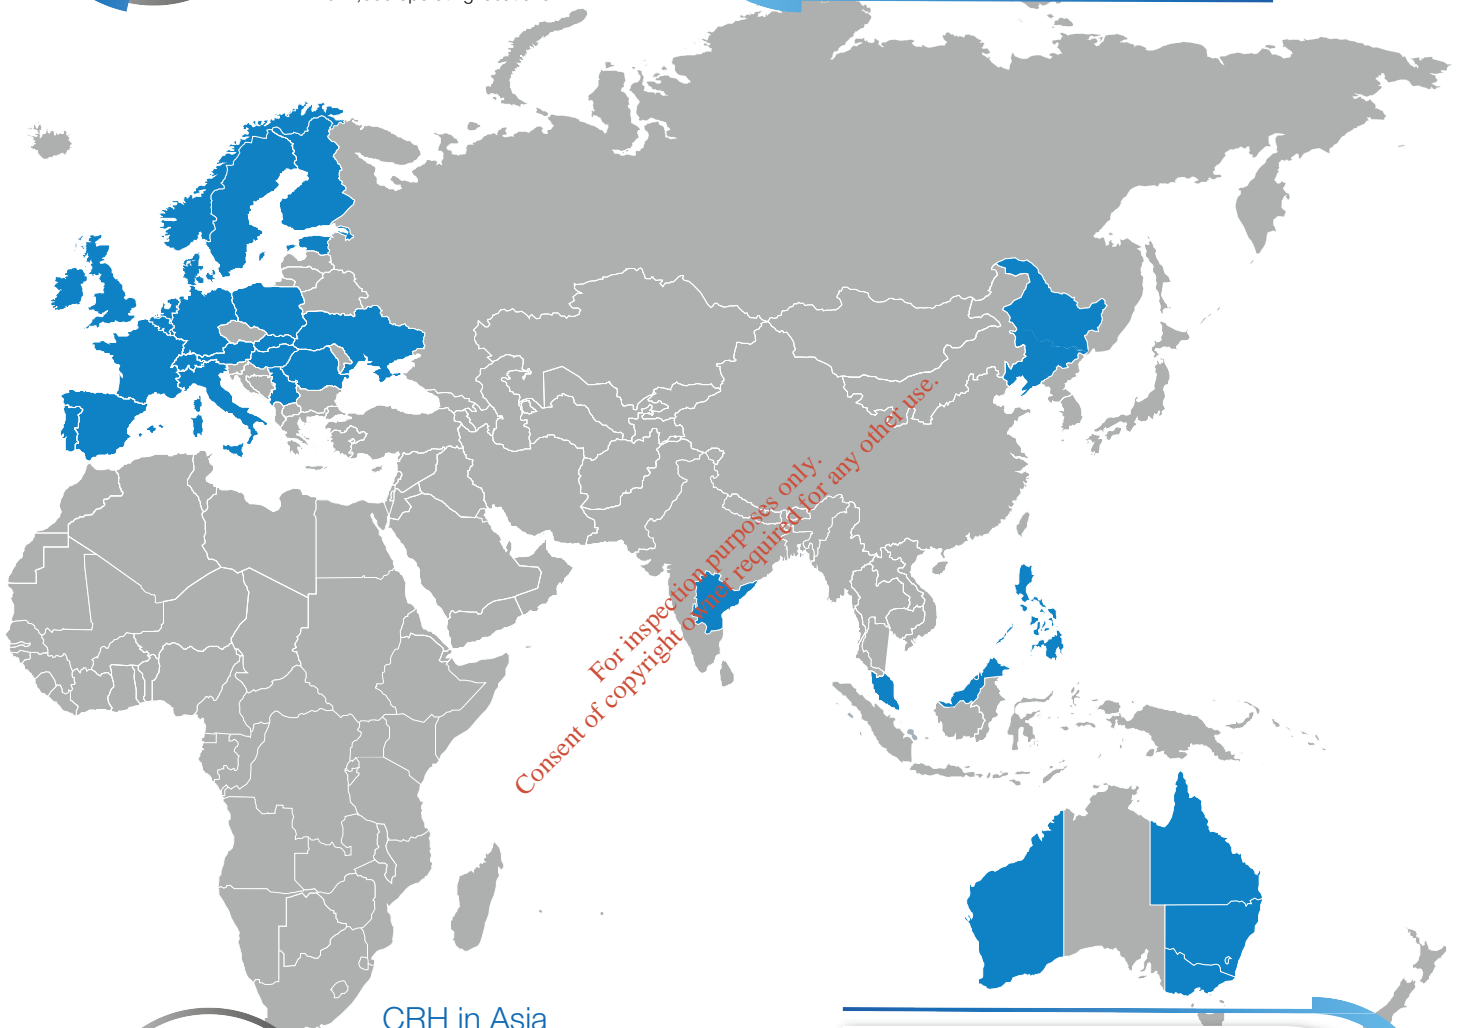 For inspection purposes only.
Consent of copyright owner required for any other use.
CRH in Asia